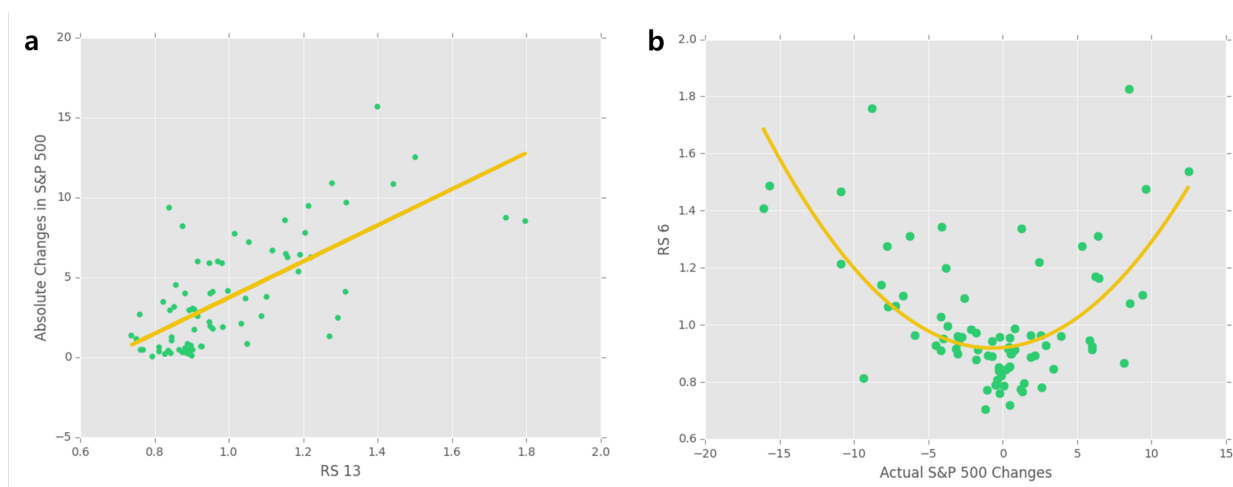 a
20
15
10
5
0
−5
Absolute Changes in S&P 500
0.6 0.8 1.0 1.2 1.4 1.6 1.8 2.0
RS 13
b
2.0
1.8
1.6
1.4
1.2
1.0
0.8
0.6
RS 6
−20 −15 −10 −5 0 5 10 15
Actual S&P 500 Changes